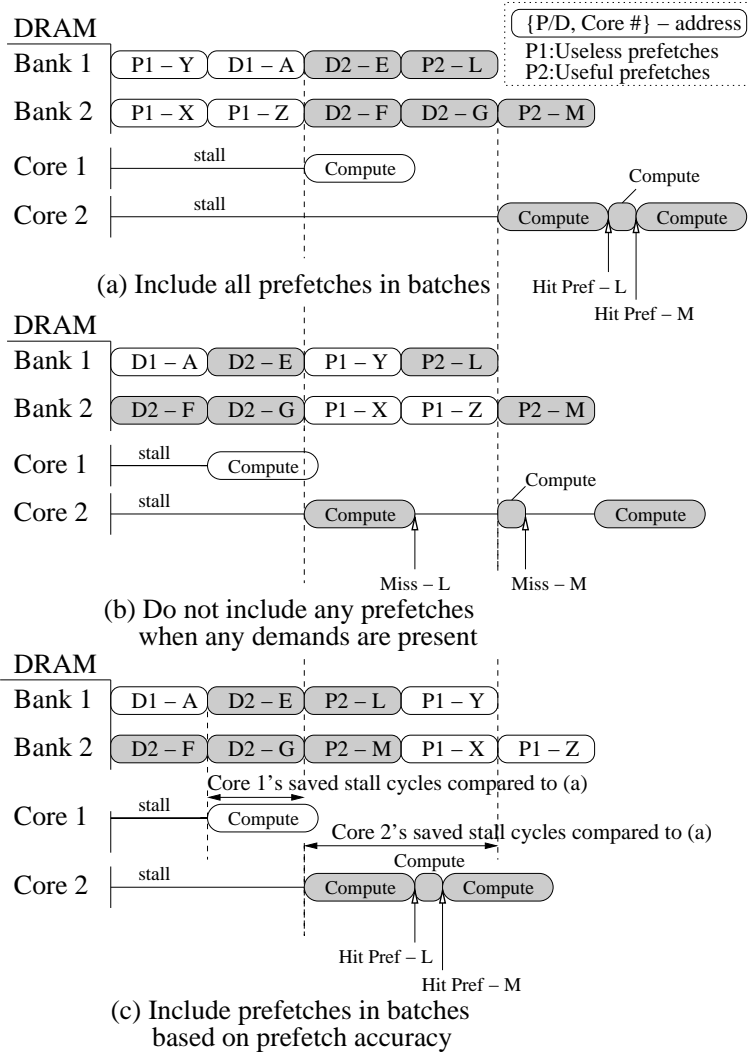 {P/D, Core #} – address
P1:Useless prefetches
P2:Useful prefetches
DRAM
Bank 1 P1 – Y D1 – A D2 – E P2 – L
Bank 2 P1 – X P1 – Z D2 – F D2 – G P2 – M
Core 1 stall Compute
Compute
Core 2 stall Compute Compute
Hit Pref – L
Hit Pref – M
(a) Include all prefetches in batches
DRAM
Bank 1 D1 – A D2 – E P1 – Y P2 – L
Bank 2 D2 – F D2 – G P1 – X P1 – Z P2 – M
Core 1 stall Compute
Compute
Core 2 stall Compute Compute
Miss – L Miss – M
(b) Do not include any prefetches
when any demands are present
DRAM
Bank 1 D1 – A D2 – E P2 – L P1 – Y
Bank 2 D2 – F D2 – G P2 – M P1 – X P1 – Z
Core 1's saved stall cycles compared to (a)
Core 1 stall Compute
Core 2's saved stall cycles compared to (a)
Compute
Core 2 stall Compute Compute
Hit Pref – L
Hit Pref – M
(c) Include prefetches in batches
based on prefetch accuracy